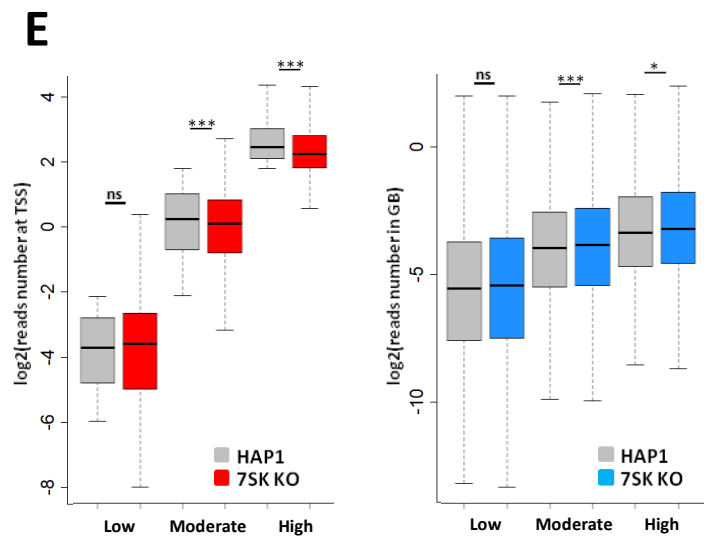 E
***
***
ns
4
2
0
-2
-4
-6
-8
log2(reads number at TSS)
HAP1
7SK KO
Low Moderate High
ns
***
*
0
-5
-10
log2(reads number in GB)
HAP1
7SK KO
Low Moderate High